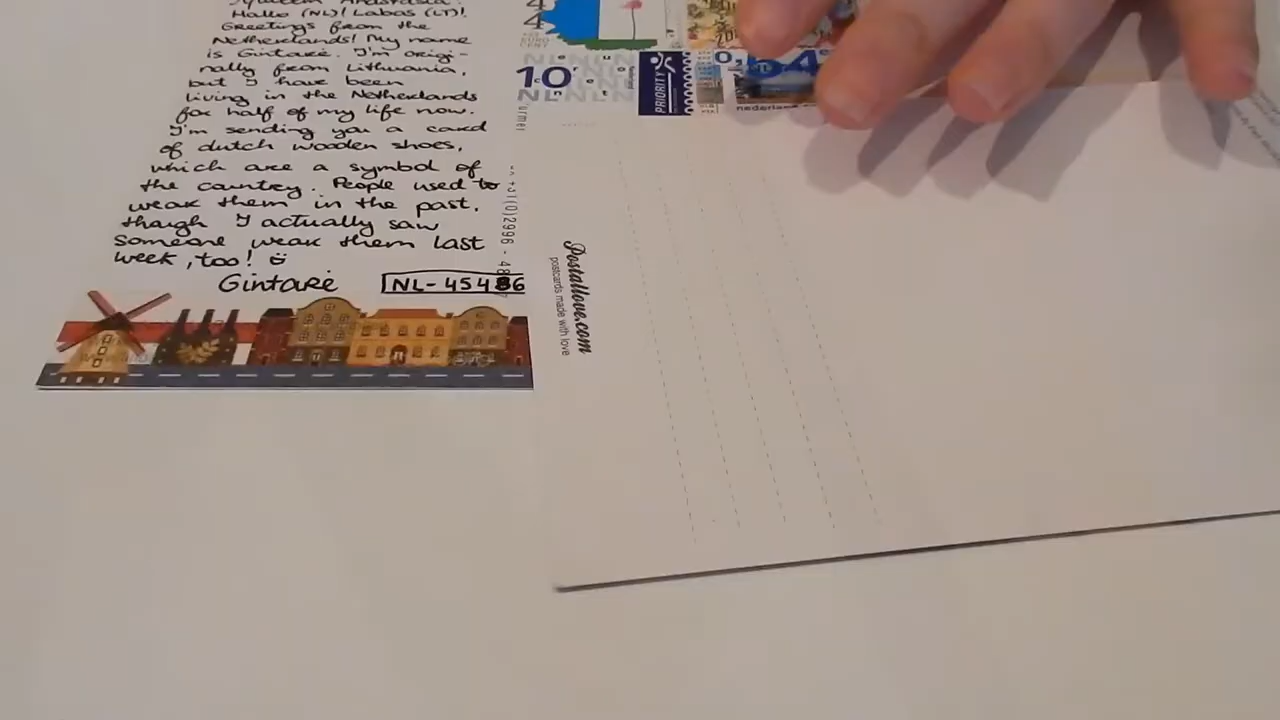 Anastasia.
Hallo (NL)! Labas (LT)!
Greetings from the
Netherlands! My name
is Gintarė. I'm origi-
nally from Lithuania,
but I have been
living in the Netherlands
for half of my life now.
I'm sending you a card
of dutch wooden shoes,
which are a symbol of
the country. People used to
wear them in the past,
though I actually saw
someone wear them last
week, too!
Gintarė
NL-45486
10
PRIORITY
nederland
Postallove.com
postcards made with love